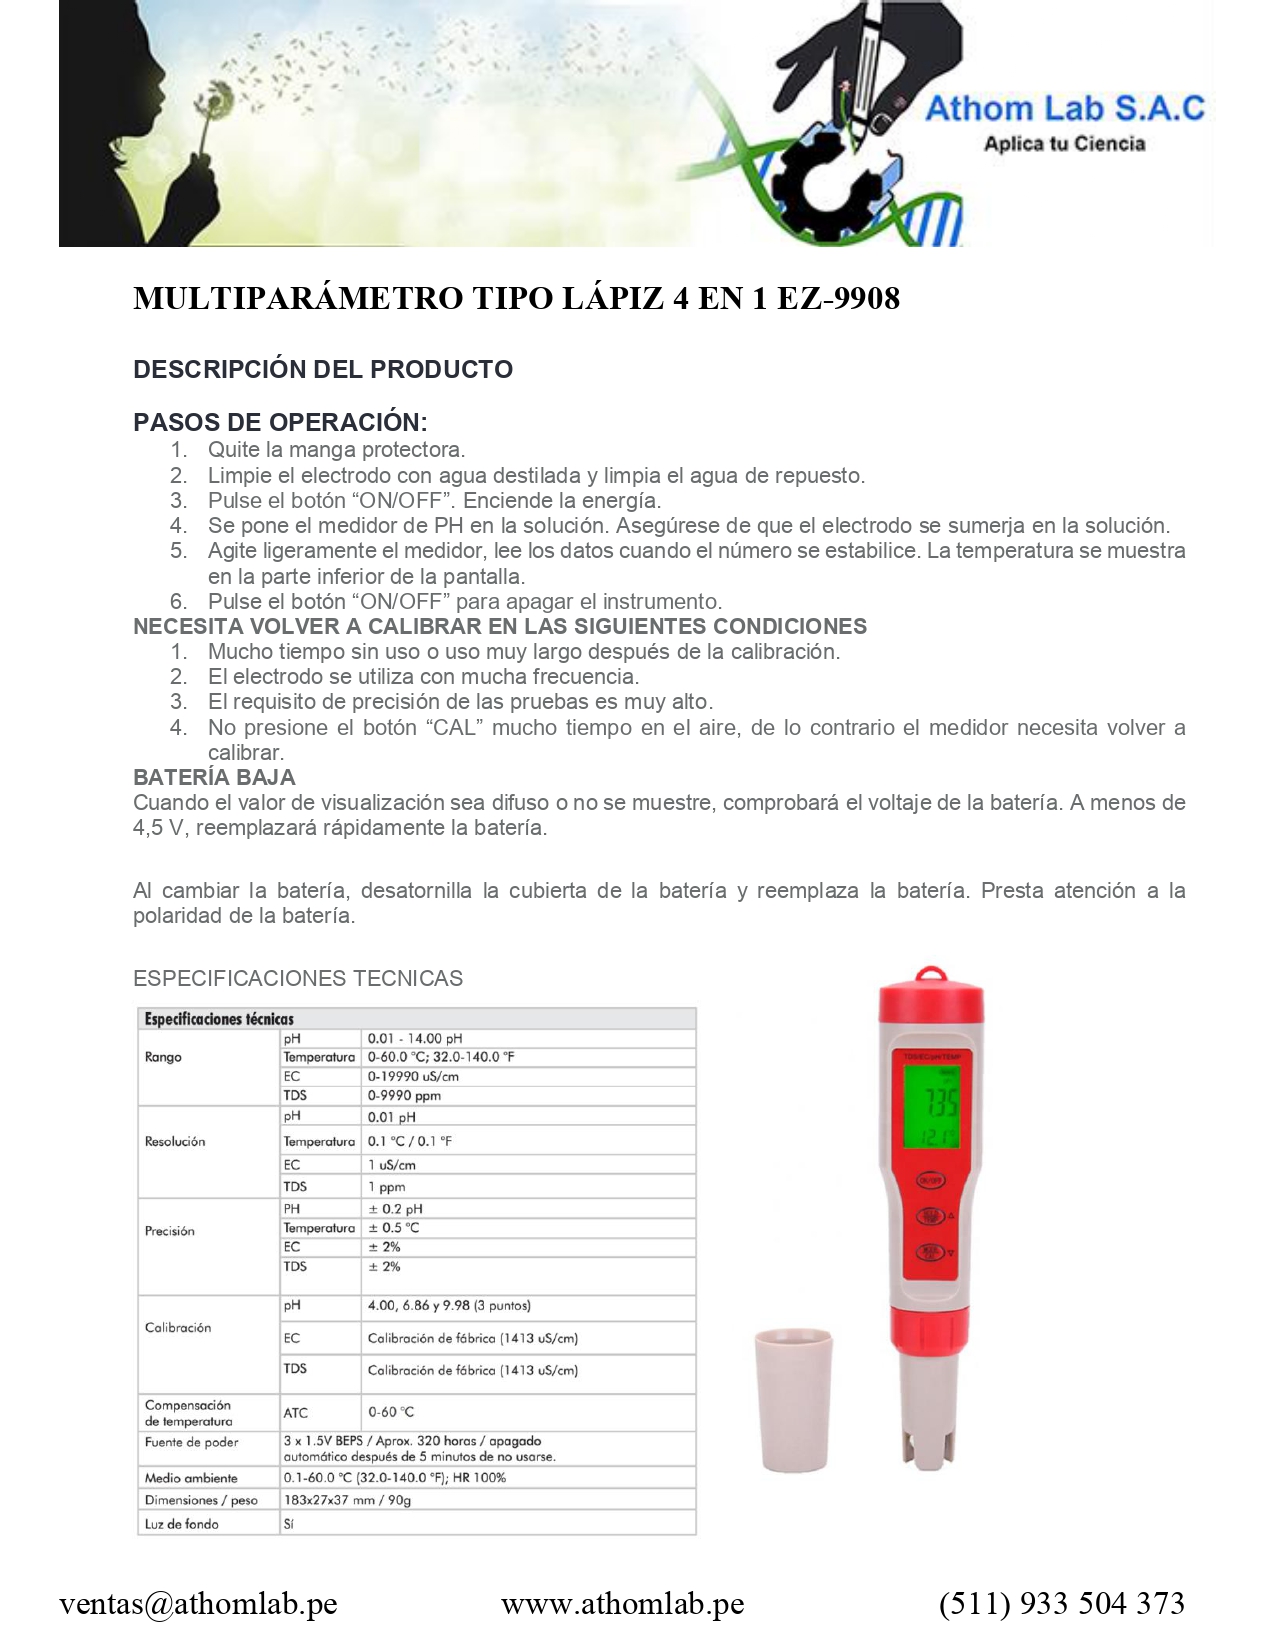 Athom Lab S.A.C
Aplica tu Ciencia
MULTIPARÁMETRO TIPO LÁPIZ 4 EN 1 EZ-9908
DESCRIPCIÓN DEL PRODUCTO
PASOS DE OPERACIÓN:
1. Quite la manga protectora.
2. Limpie el electrodo con agua destilada y limpia el agua de repuesto.
3. Pulse el botón “ON/OFF”. Enciende la energía.
4. Se pone el medidor de PH en la solución. Asegúrese de que el electrodo se sumerja en la solución.
5. Agite ligeramente el medidor, lee los datos cuando el número se estabilice. La temperatura se muestra
en la parte inferior de la pantalla.
6. Pulse el botón “ON/OFF” para apagar el instrumento.
NECESITA VOLVER A CALIBRAR EN LAS SIGUIENTES CONDICIONES
1. Mucho tiempo sin uso o uso muy largo después de la calibración.
2. El electrodo se utiliza con mucha frecuencia.
3. El requisito de precisión de las pruebas es muy alto.
4. No presione el botón “CAL” mucho tiempo en el aire, de lo contrario el medidor necesita volver a
calibrar.
BATERÍA BAJA
Cuando el valor de visualización sea difuso o no se muestre, comprobará el voltaje de la batería. A menos de
4,5 V, reemplazará rápidamente la batería.
Al cambiar la batería, desatornilla la cubierta de la batería y reemplaza la batería. Presta atención a la
polaridad de la batería.
ESPECIFICACIONES TECNICAS
Especificaciones técnicas
Rango
pH 0.01 - 14.00 pH
Temperatura 0-60.0 °C; 32.0-140.0 °F
EC 0-19990 uS/cm
TDS 0-9990 ppm
Resolución
pH 0.01 pH
Temperatura 0.1 °C / 0.1 °F
EC 1 uS/cm
TDS 1 ppm
Precisión
PH ± 0.2 pH
Temperatura ± 0.5 °C
EC ± 2%
TDS ± 2%
Calibración
pH 4.00, 6.86 y 9.98 (3 puntos)
EC Calibración de fábrica (1413 uS/cm)
TDS Calibración de fábrica (1413 uS/cm)
Compensación
de temperatura
ATC 0-60 °C
Fuente de poder 3 x 1.5V BEPS / Aprox. 320 horas / apagado
automático después de 5 minutos de no usarse.
Medio ambiente 0.1-60.0 °C (32.0-140.0 °F); HR 100%
Dimensiones / peso 183x27x37 mm / 90g
Luz de fondo Sí
TDS/EC/pH/TEMP
7.35
12.1°C
ON/OFF
ventas@athomlab.pe www.athomlab.pe (511) 933 504 373